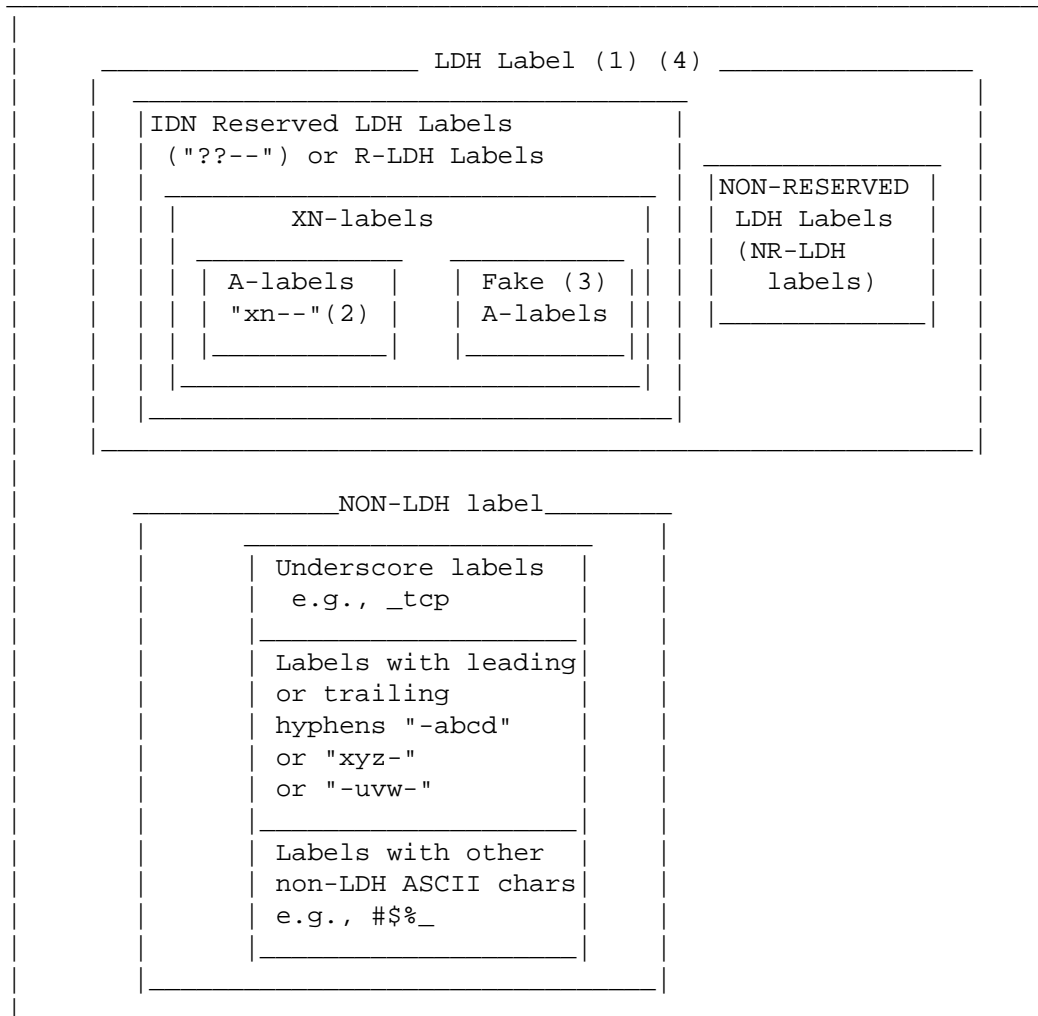 LDH Label (1) (4)
IDN Reserved LDH Labels
("??--") or R-LDH Labels
XN-labels
A-labels
"xn--"(2)
Fake (3)
A-labels
NON-RESERVED
LDH Labels
(NR-LDH
labels)
NON-LDH label
Underscore labels
e.g., _tcp
Labels with leading
or trailing
hyphens "-abcd"
or "xyz-"
or "-uvw-"
Labels with other
non-LDH ASCII chars
e.g., #$%_